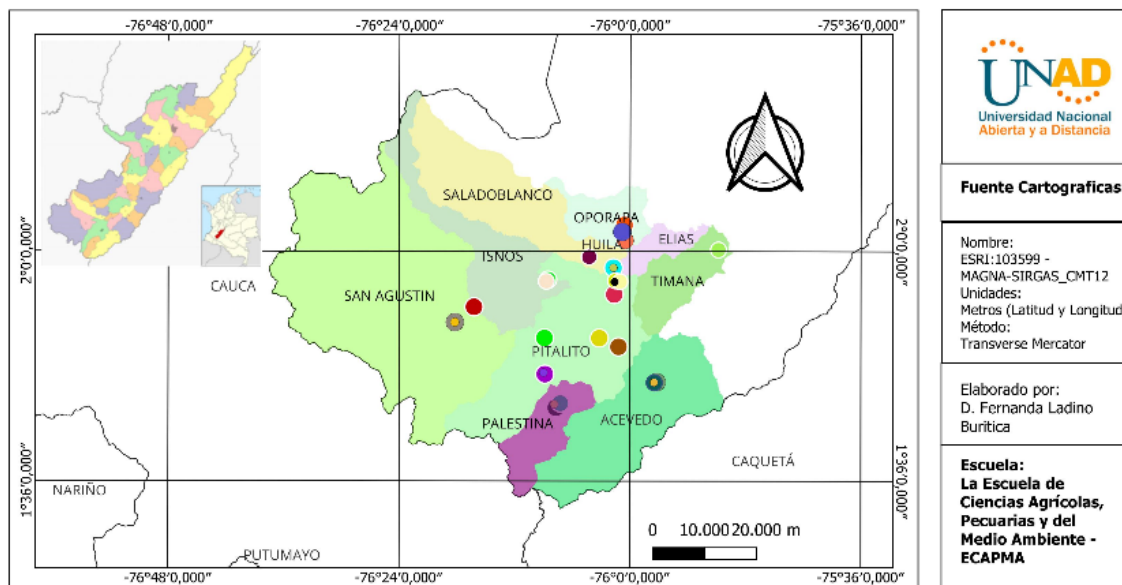 -76°48'0,000"
-76°24'0,000"
-76°0'0,000"
-75°36'0,000"
2°0'0,000"
2°0'0,000"
SALADOBLANCO
OPORAPA
HUILA
ELIAS
ISNOS
TIMANA
CAUCA
SAN AGUSTIN
PITALITO
PALESTINA
ACEVEDO
CAQUETÁ
1°36'0,000"
1°36'0,000"
NARIÑO
PUTUMAYO
0 10.000 20.000 m
-76°48'0,000"
-76°24'0,000"
-76°0'0,000"
-75°36'0,000"
UNAD
Universidad Nacional
Abierta y a Distancia
Fuente Cartograficas
Nombre:
ESRI:103599 -
MAGNA-SIRGAS_CMT12
Unidades:
Metros (Latitud y Longitud
Método:
Transverse Mercator
Elaborado por:
D. Fernanda Ladino
Buritica
Escuela:
La Escuela de
Ciencias Agrícolas,
Pecuarias y del
Medio Ambiente -
ECAPMA